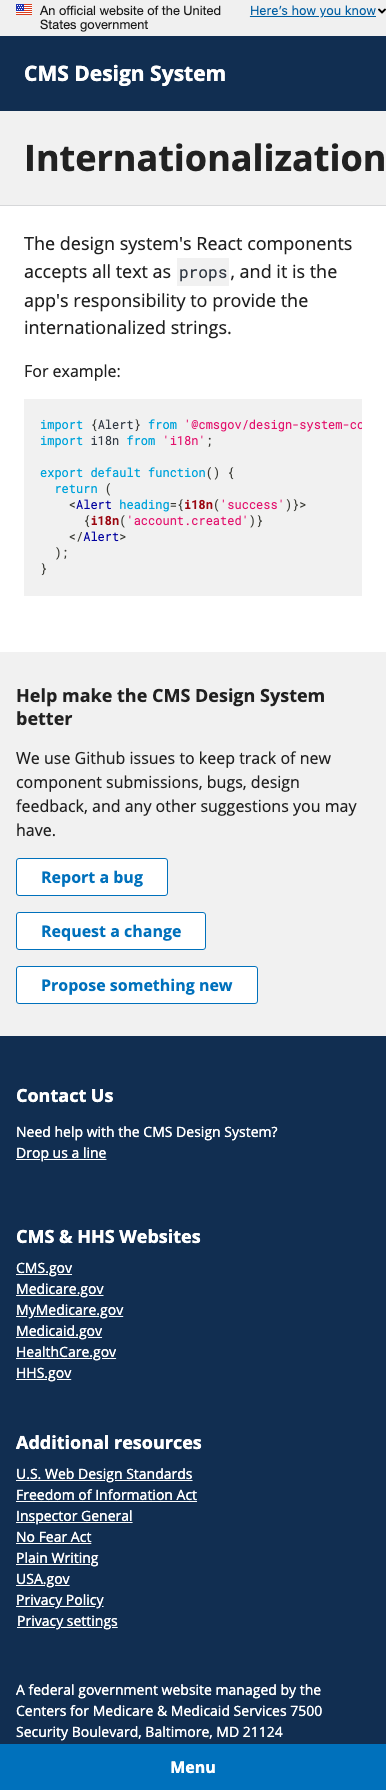 An official website of the United States government
Here's how you know
CMS Design System
Internationalization
The design system's React components
accepts all text as props, and it is the
app's responsibility to provide the
internationalized strings.
For example:
import {Alert} from '@cmsgov/design-system-co
import i18n from 'i18n';
export default function() {
  return (
    <Alert heading={i18n('success')}>
      {i18n('account.created')}
    </Alert>
  );
}
Help make the CMS Design System
better
We use Github issues to keep track of new
component submissions, bugs, design
feedback, and any other suggestions you may
have.
Report a bug
Request a change
Propose something new
Contact Us
Need help with the CMS Design System?
Drop us a line
CMS & HHS Websites
CMS.gov
Medicare.gov
MyMedicare.gov
Medicaid.gov
HealthCare.gov
HHS.gov
Additional resources
U.S. Web Design Standards
Freedom of Information Act
Inspector General
No Fear Act
Plain Writing
USA.gov
Privacy Policy
Privacy settings
A federal government website managed by the
Centers for Medicare & Medicaid Services 7500
Security Boulevard, Baltimore, MD 21124
Menu